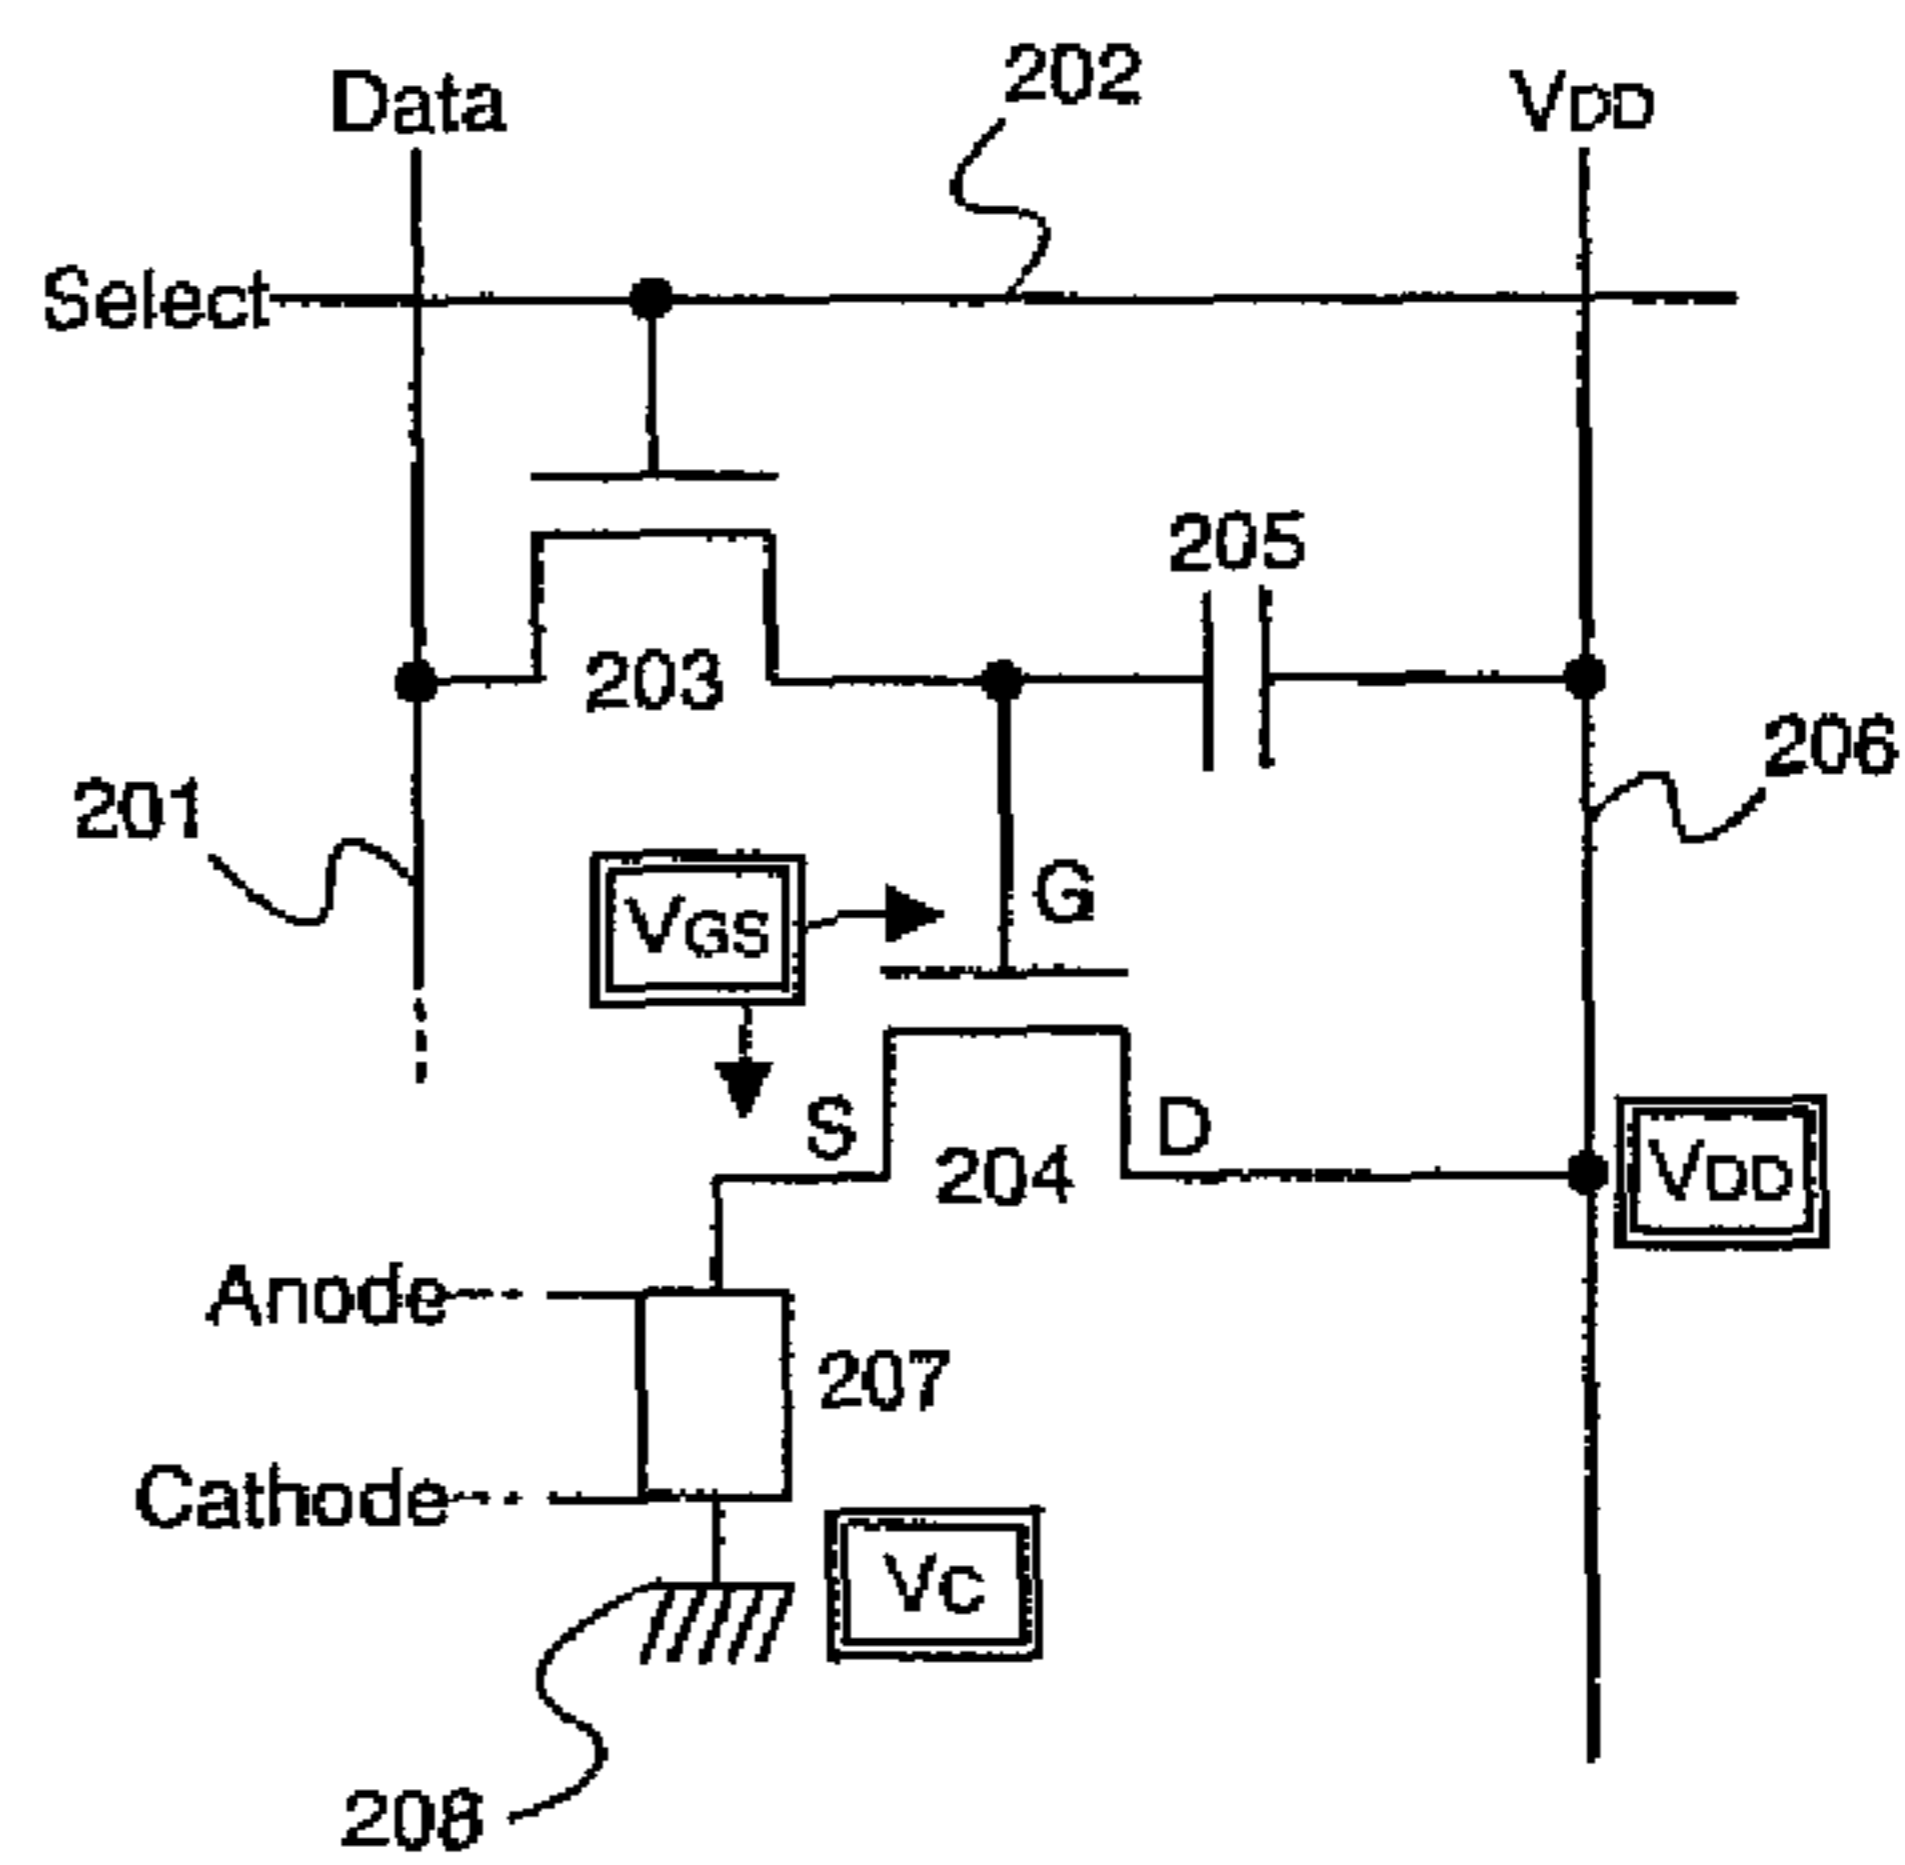 202
Data
VDD
Select
205
203
206
201
VGS
G
S
D
204
VDD
Anode
207
Cathode
VC
208